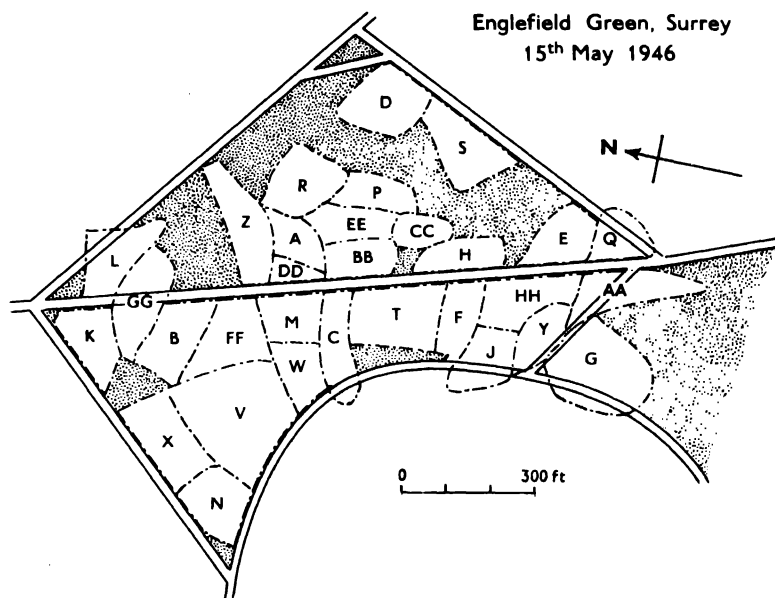 Englefield Green, Surrey
15th May 1946
D
S
N
R
P
Z
A
EE
CC
E
Q
L
DD
BB
H
GG
HH
AA
K
B
FF
M
C
T
F
Y
W
J
G
V
X
N
0 300 ft